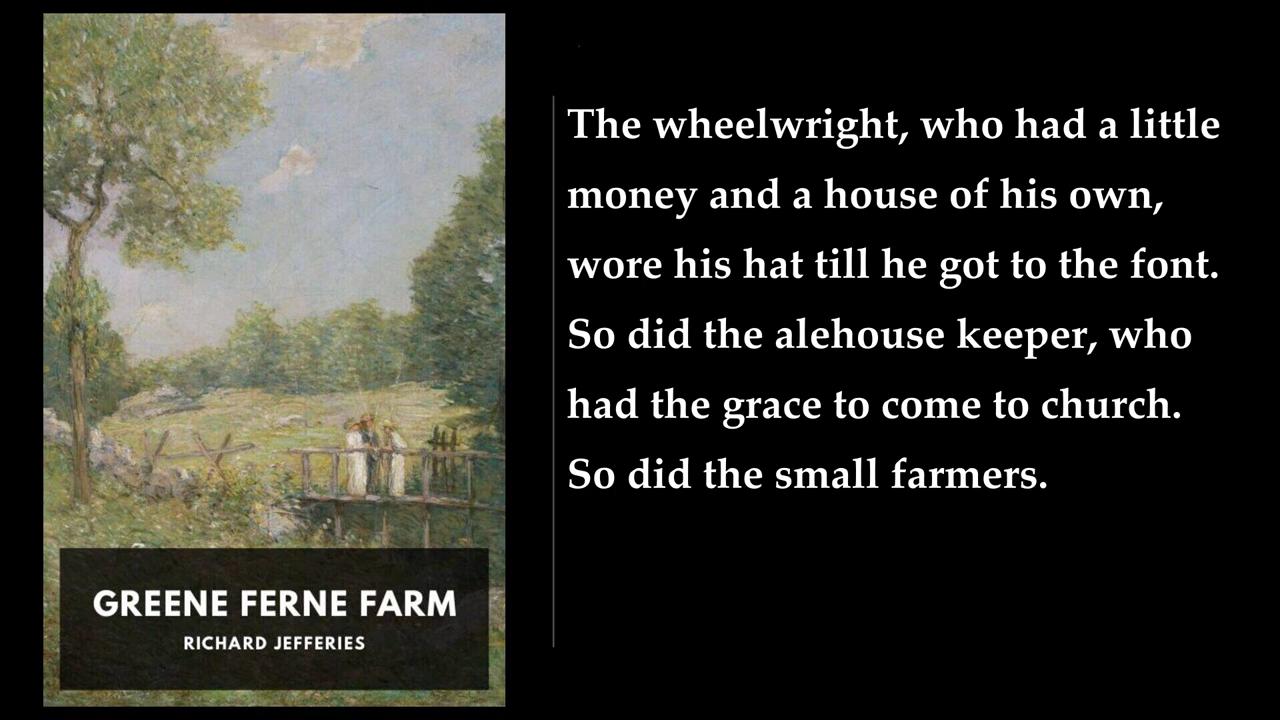 GREENE FERNE FARM
RICHARD JEFFERIES
The wheelwright, who had a little
money and a house of his own,
wore his hat till he got to the font.
So did the alehouse keeper, who
had the grace to come to church.
So did the small farmers.